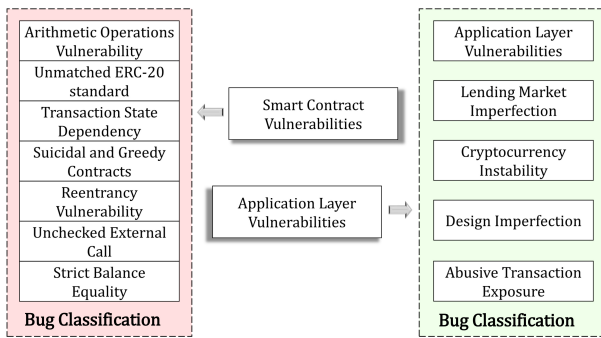 Arithmetic Operations
Vulnerability
Unmatched ERC-20
standard
Transaction State
Dependency
Suicidal and Greedy
Contracts
Reentrancy
Vulnerability
Unchecked External
Call
Strict Balance
Equality
Bug Classification
Smart Contract
Vulnerabilities
Application Layer
Vulnerabilities
Application Layer
Vulnerabilities
Lending Market
Imperfection
Cryptocurrency
Instability
Design Imperfection
Abusive Transaction
Exposure
Bug Classification